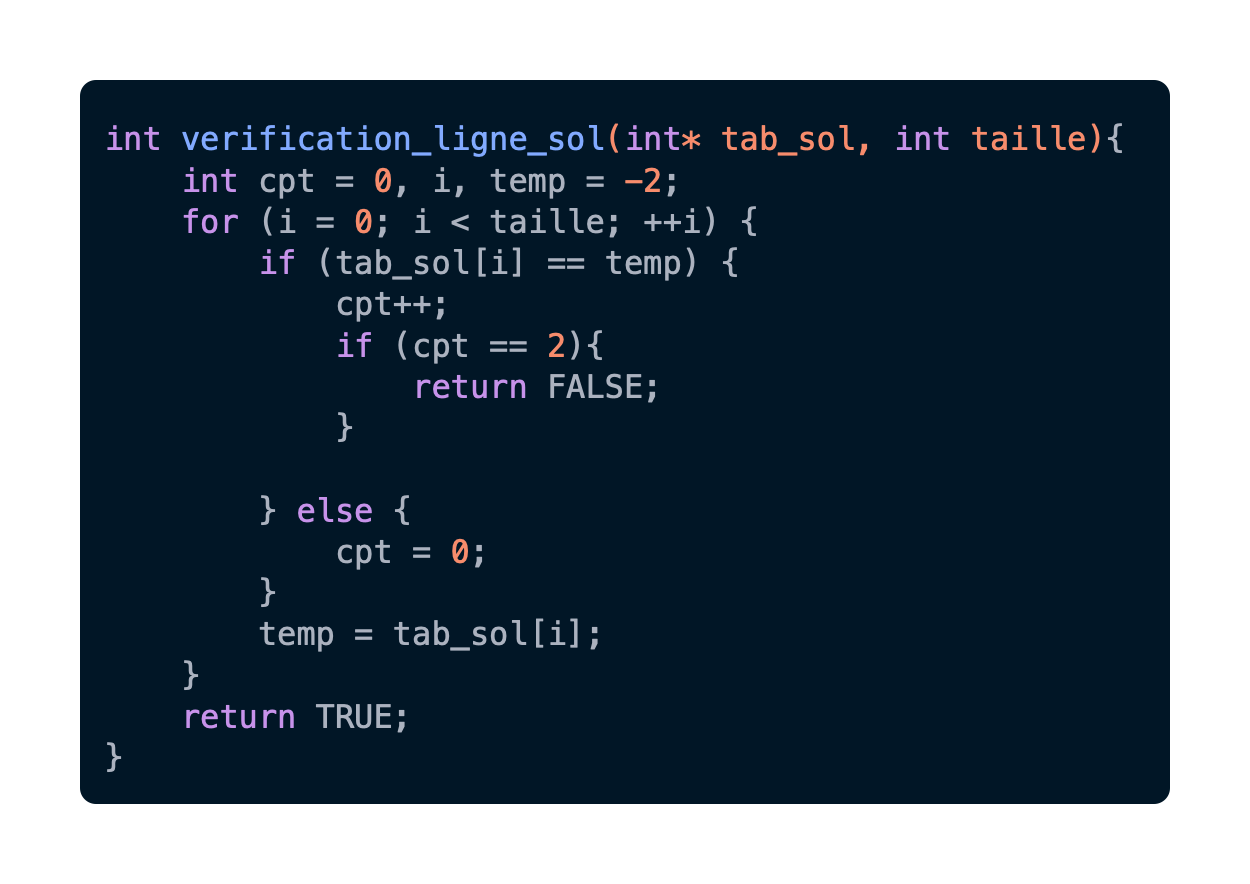 int verification_ligne_sol(int* tab_sol, int taille){
    int cpt = 0, i, temp = -2;
    for (i = 0; i < taille; ++i) {
        if (tab_sol[i] == temp) {
            cpt++;
            if (cpt == 2){
                return FALSE;
            }

        } else {
            cpt = 0;
        }
        temp = tab_sol[i];
    }
    return TRUE;
}